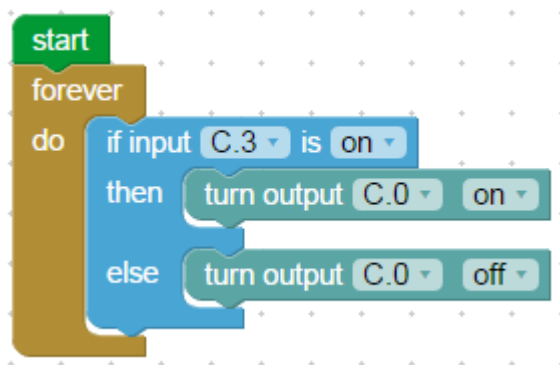 start
forever
do if input C.3 is on
then turn output C.0 on
else turn output C.0 off